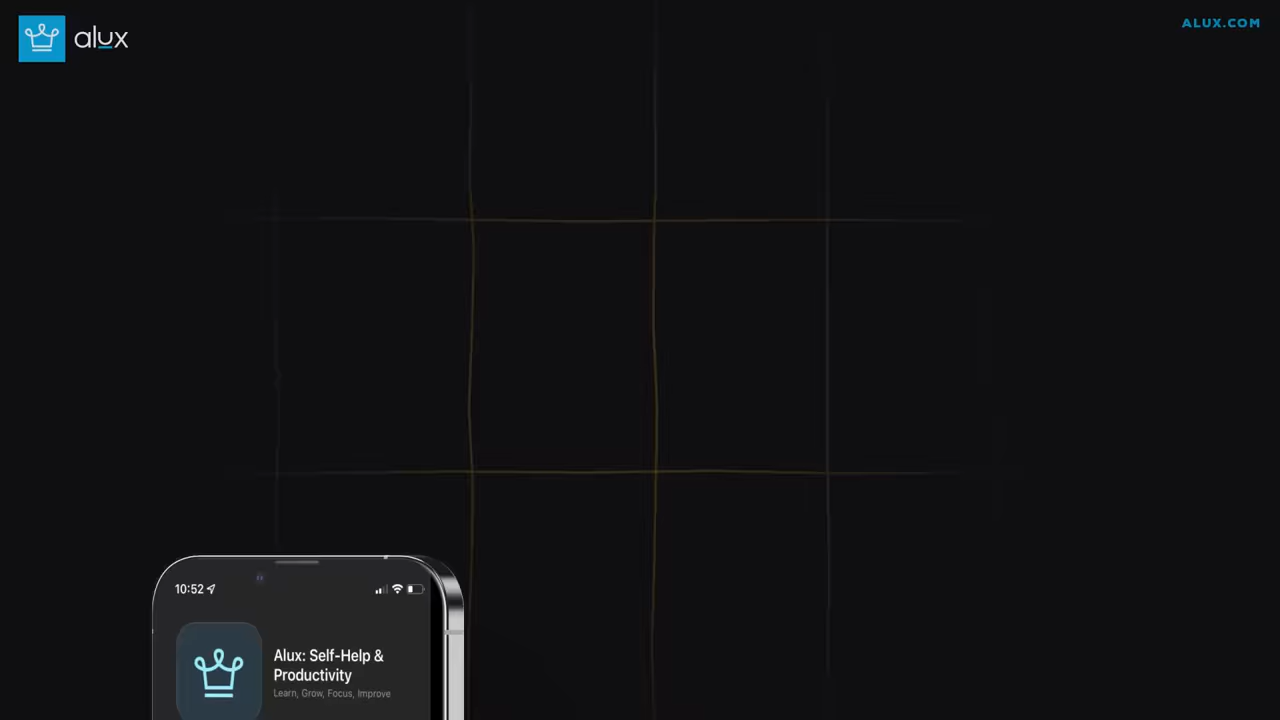 alux
ALUX.COM
10:52
Alux: Self-Help &
Productivity
Learn, Grow, Focus, Improve